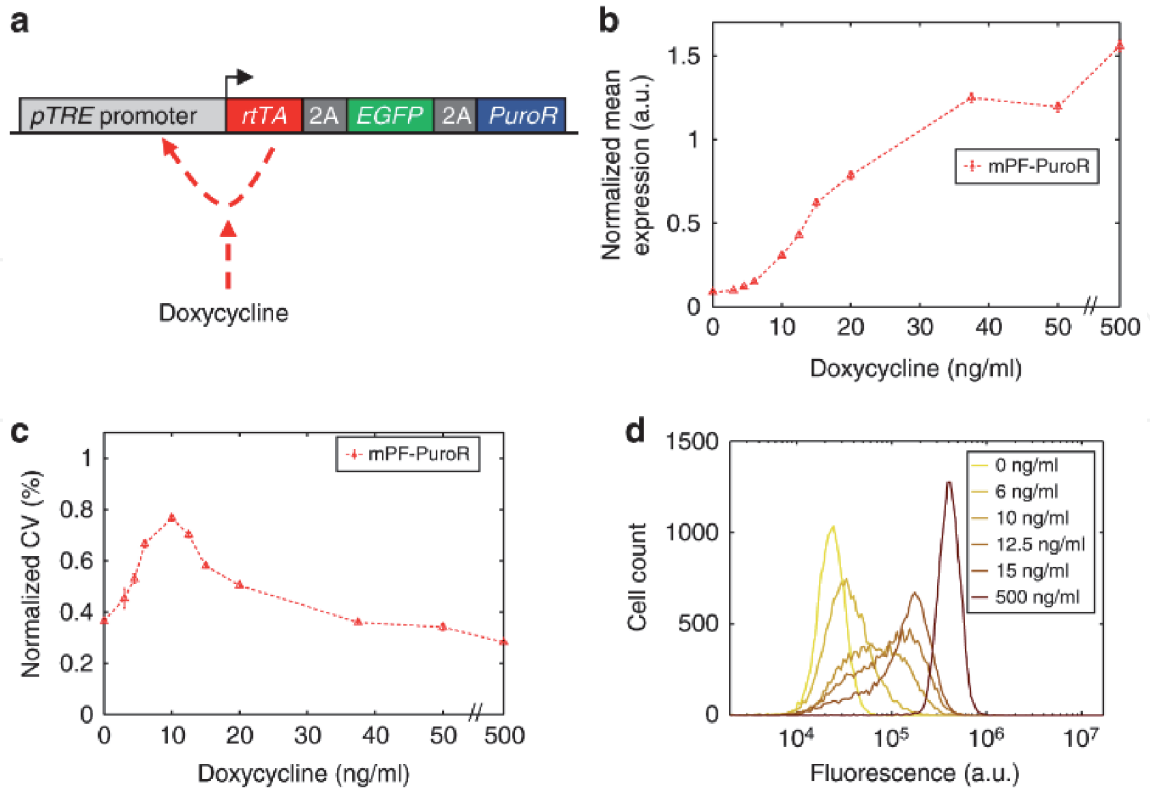 a
pTRE promoter rtTA 2A EGFP 2A PuroR
Doxycycline
b
Normalized mean
expression (a.u.)
1.5
1
0.5
0
mPF-PuroR
0 10 20 30 40 50 500
Doxycycline (ng/ml)
c
Normalized CV (%)
1
0.8
0.6
0.4
0.2
0
mPF-PuroR
0 10 20 30 40 50 500
Doxycycline (ng/ml)
d
Cell count
1500
1000
500
0
0 ng/ml
6 ng/ml
10 ng/ml
12.5 ng/ml
15 ng/ml
500 ng/ml
10⁴ 10⁵ 10⁶ 10⁷
Fluorescence (a.u.)